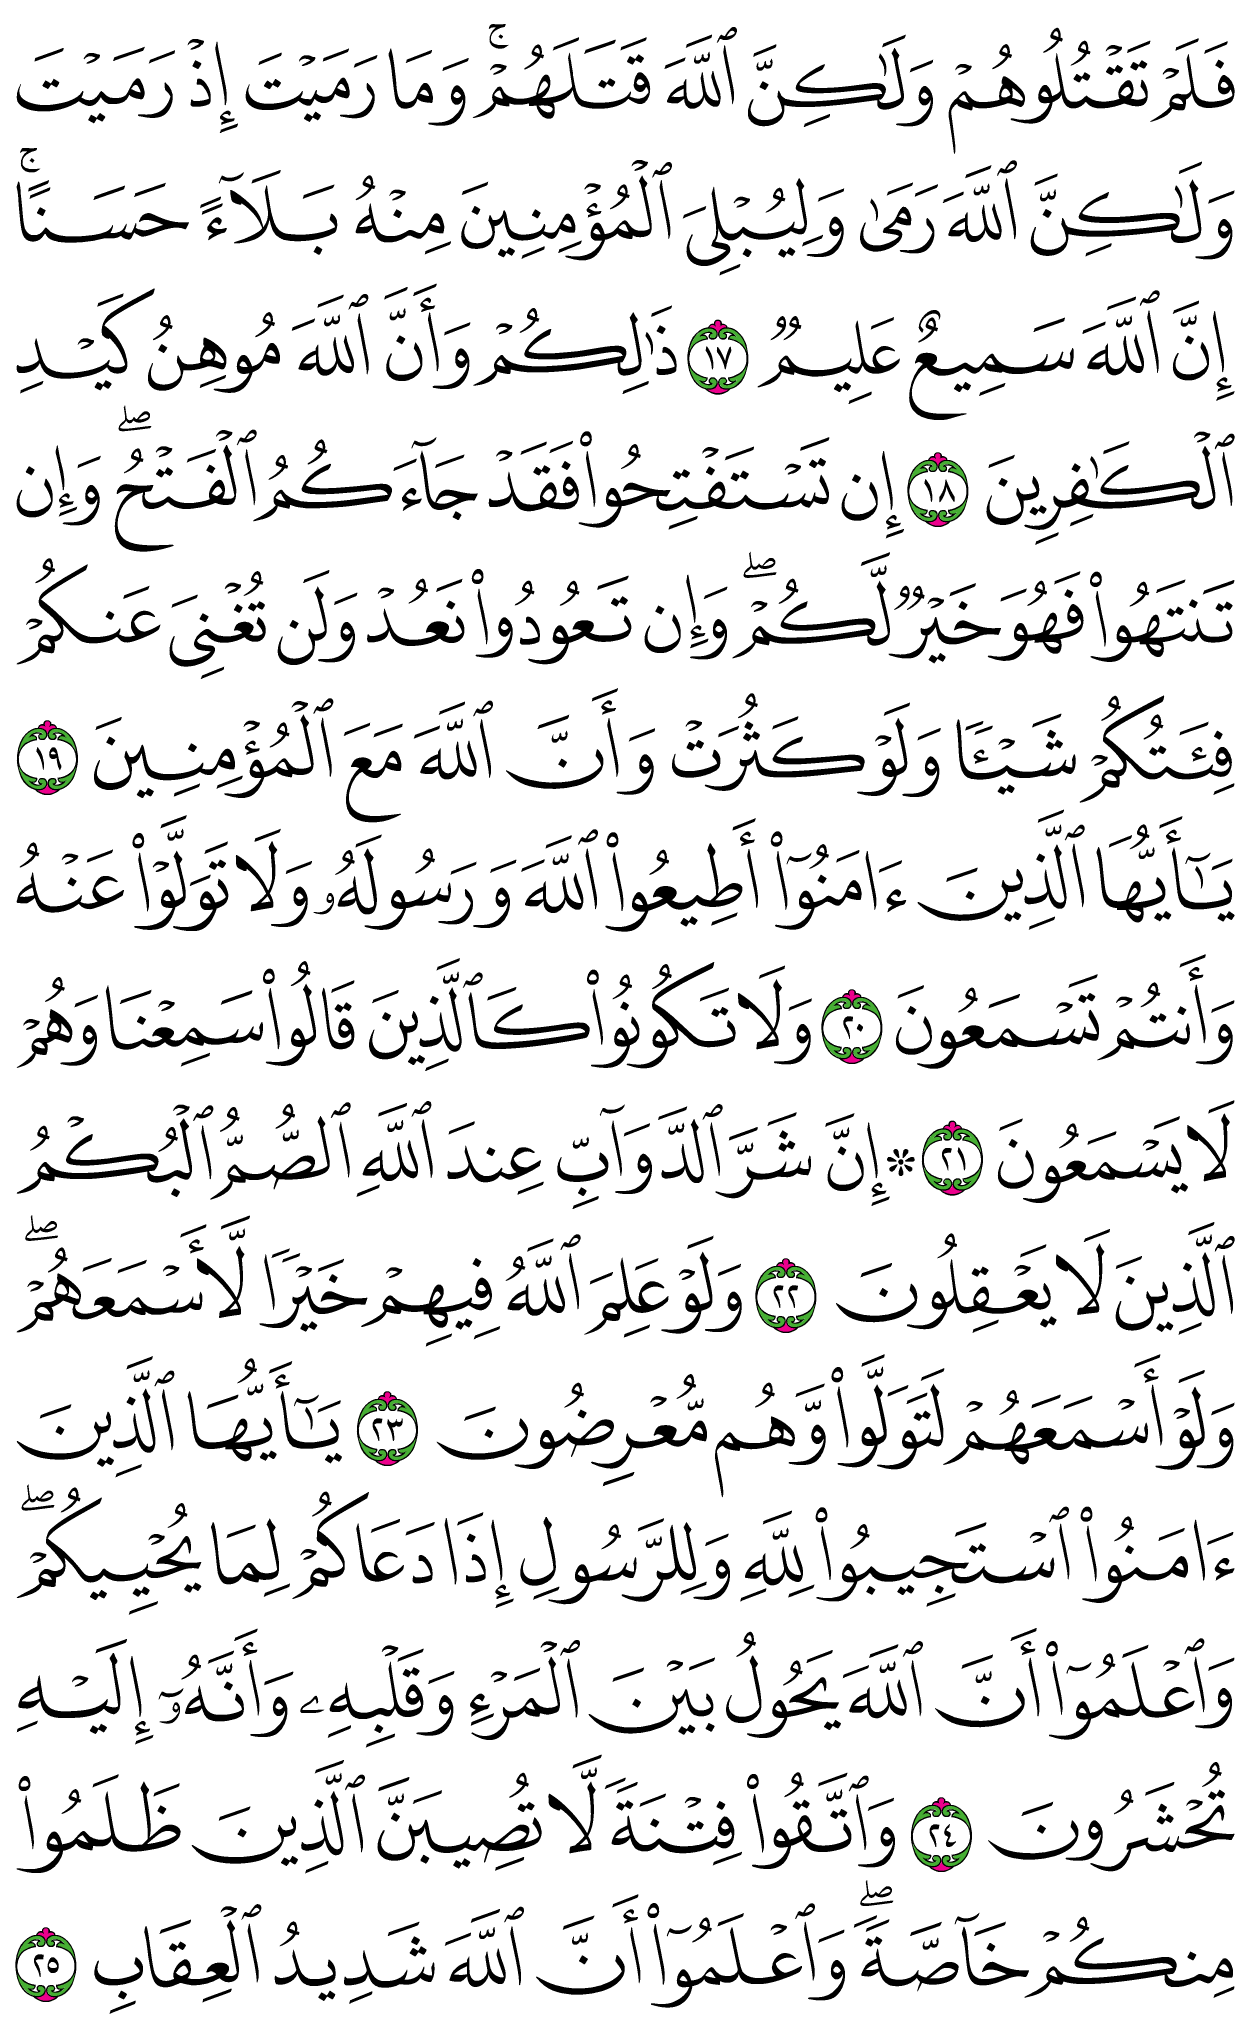 فَلَمۡ تَقۡتُلُوهُمۡ وَلَٰكِنَّ ٱللَّهَ قَتَلَهُمۡۚ وَمَا رَمَيۡتَ إِذۡ رَمَيۡتَ
وَلَٰكِنَّ ٱللَّهَ رَمَىٰ وَلِيُبۡلِيَ ٱلۡمُؤۡمِنِينَ مِنۡهُ بَلَآءً حَسَنًاۚ
إِنَّ ٱللَّهَ سَمِيعٌ عَلِيمٞ ١٧ ذَٰلِكُمۡ وَأَنَّ ٱللَّهَ مُوهِنُ كَيۡدِ
ٱلۡكَٰفِرِينَ ١٨ إِن تَسۡتَفۡتِحُواْ فَقَدۡ جَآءَكُمُ ٱلۡفَتۡحُۖ وَإِن
تَنتَهُواْ فَهُوَ خَيۡرٞ لَّكُمۡۖ وَإِن تَعُودُواْ نَعُدۡ وَلَن تُغۡنِيَ عَنكُمۡ
فِئَتُكُمۡ شَيۡـٔٗا وَلَوۡ كَثُرَتۡ وَأَنَّ ٱللَّهَ مَعَ ٱلۡمُؤۡمِنِينَ ١٩
يَٰٓأَيُّهَا ٱلَّذِينَ ءَامَنُوٓاْ أَطِيعُواْ ٱللَّهَ وَرَسُولَهُۥ وَلَا تَوَلَّوۡاْ عَنۡهُ
وَأَنتُمۡ تَسۡمَعُونَ ٢٠ وَلَا تَكُونُواْ كَٱلَّذِينَ قَالُواْ سَمِعۡنَا وَهُمۡ
لَا يَسۡمَعُونَ ٢١ ۞إِنَّ شَرَّ ٱلدَّوَآبِّ عِندَ ٱللَّهِ ٱلصُّمُّ ٱلۡبُكۡمُ
ٱلَّذِينَ لَا يَعۡقِلُونَ ٢٢ وَلَوۡ عَلِمَ ٱللَّهُ فِيهِمۡ خَيۡرٗا لَّأَسۡمَعَهُمۡۖ
وَلَوۡ أَسۡمَعَهُمۡ لَتَوَلَّواْ وَّهُم مُّعۡرِضُونَ ٢٣ يَٰٓأَيُّهَا ٱلَّذِينَ
ءَامَنُواْ ٱسۡتَجِيبُواْ لِلَّهِ وَلِلرَّسُولِ إِذَا دَعَاكُمۡ لِمَا يُحۡيِيكُمۡۖ
وَٱعۡلَمُوٓاْ أَنَّ ٱللَّهَ يَحُولُ بَيۡنَ ٱلۡمَرۡءِ وَقَلۡبِهِۦ وَأَنَّهُۥٓ إِلَيۡهِ
تُحۡشَرُونَ ٢٤ وَٱتَّقُواْ فِتۡنَةٗ لَّا تُصِيبَنَّ ٱلَّذِينَ ظَلَمُواْ
مِنكُمۡ خَآصَّةٗۖ وَٱعۡلَمُوٓاْ أَنَّ ٱللَّهَ شَدِيدُ ٱلۡعِقَابِ ٢٥